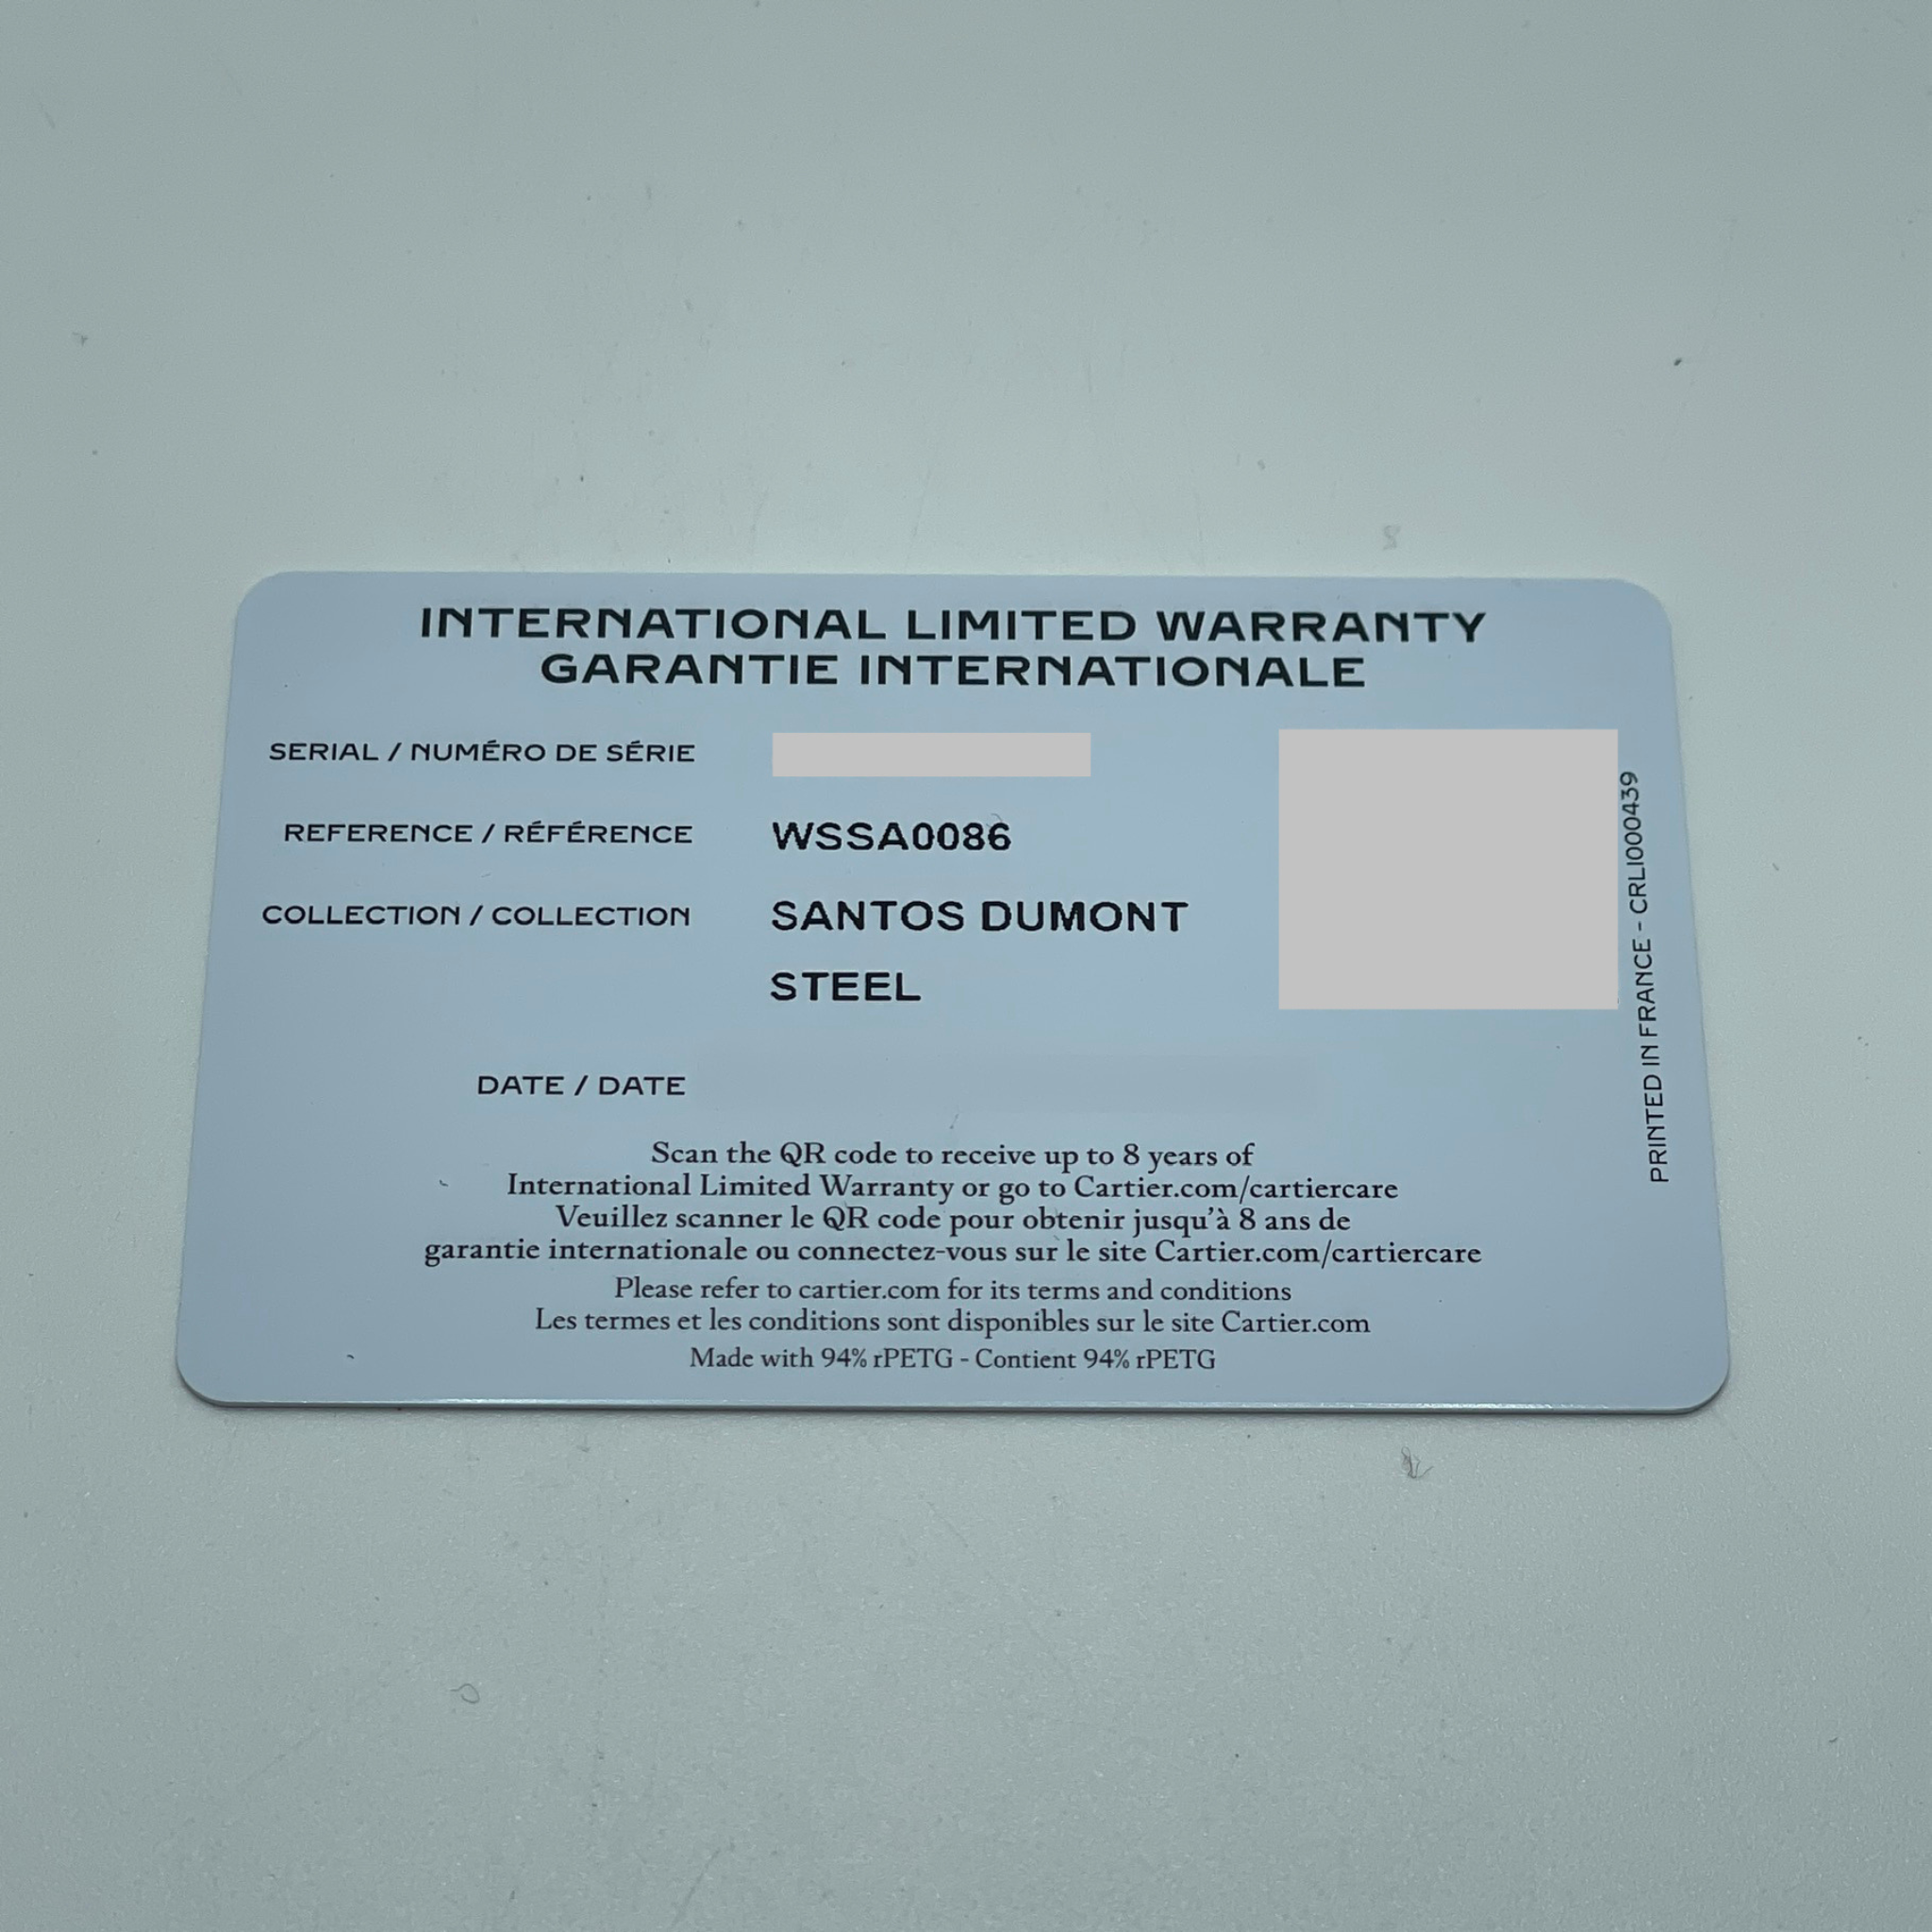 INTERNATIONAL LIMITED WARRANTY
GARANTIE INTERNATIONALE
SERIAL / NUMÉRO DE SÉRIE
REFERENCE / RÉFÉRENCE WSSA0086
COLLECTION / COLLECTION SANTOS DUMONT
STEEL
DATE / DATE
Scan the QR code to receive up to 8 years of
International Limited Warranty or go to Cartier.com/cartiercare
Veuillez scanner le QR code pour obtenir jusqu'à 8 ans de
garantie internationale ou connectez-vous sur le site Cartier.com/cartiercare
Please refer to cartier.com for its terms and conditions
Les termes et les conditions sont disponibles sur le site Cartier.com
Made with 94% rPETG - Contient 94% rPETG
PRINTED IN FRANCE - CRLI000439